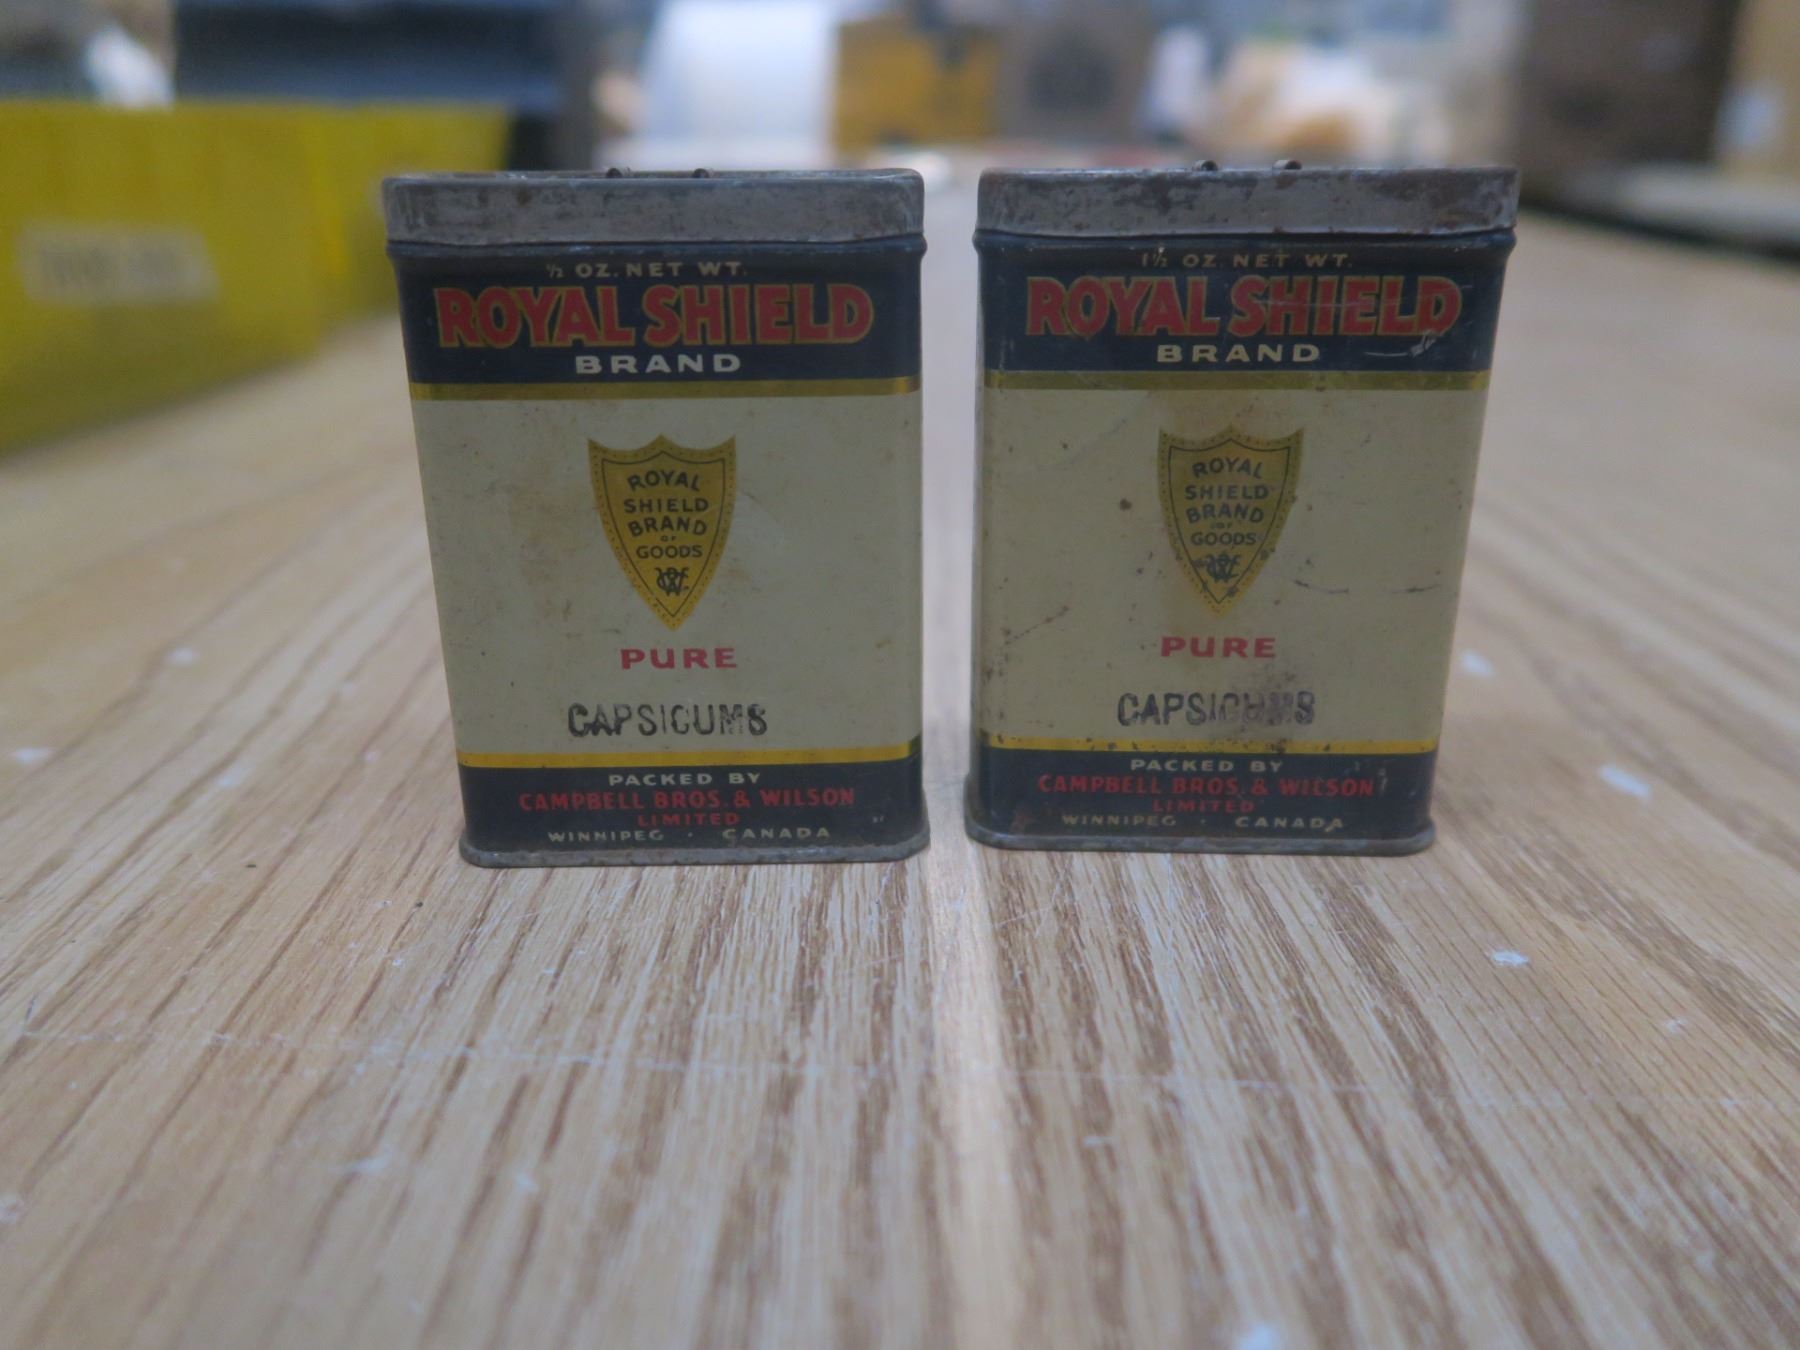 ½ OZ. NET WT.
ROYAL SHIELD
BRAND
ROYAL
SHIELD
BRAND
OF
GOODS
PURE
CAPSICUMS
PACKED BY
CAMPBELL BROS. & WILSON
LIMITED
WINNIPEG · CANADA
1½ OZ. NET WT.
ROYAL SHIELD
BRAND
ROYAL
SHIELD
BRAND
OF
GOODS
PURE
CAPSICUMS
PACKED BY
CAMPBELL BROS. & WILSON
LIMITED
WINNIPEG · CANADA